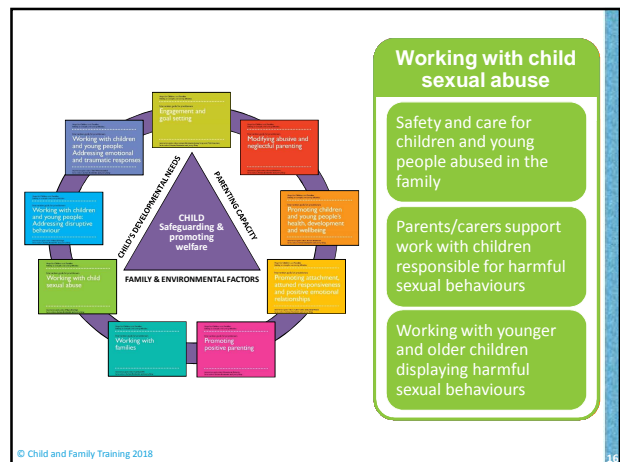 Engagement and
goal setting
Working with children
and young people:
Addressing emotional
and traumatic responses
Modifying abusive and
neglectful parenting
Working with children
and young people:
Addressing disruptive
behaviour
Promoting children
and young people's
health, development
and wellbeing
Working with child
sexual abuse
Promoting attachment,
attuned responsiveness
and positive emotional
relationships
Working with
families
Promoting
positive parenting
CHILD'S DEVELOPMENTAL NEEDS
PARENTING CAPACITY
CHILD
Safeguarding &
promoting
welfare
FAMILY & ENVIRONMENTAL FACTORS
Working with child
sexual abuse
Safety and care for
children and young
people abused in the
family
Parents/carers support
work with children
responsible for harmful
sexual behaviours
Working with younger
and older children
displaying harmful
sexual behaviours
© Child and Family Training 2018
16